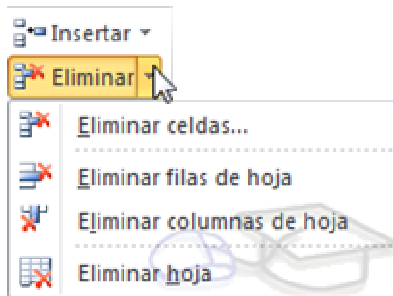 Insertar
Eliminar
Eliminar celdas...
Eliminar filas de hoja
Eliminar columnas de hoja
Eliminar hoja